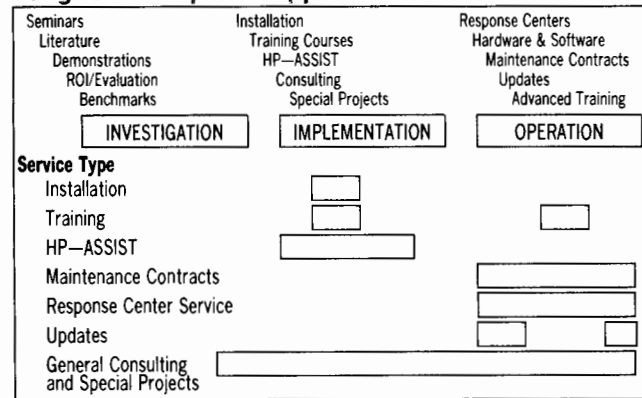 Seminars
Literature
Demonstrations
ROI/Evaluation
Benchmarks
Installation
Training Courses
HP—ASSIST
Consulting
Special Projects
Response Centers
Hardware & Software
Maintenance Contracts
Updates
Advanced Training
INVESTIGATION
IMPLEMENTATION
OPERATION
Service Type
Installation
Training
HP—ASSIST
Maintenance Contracts
Response Center Service
Updates
General Consulting
and Special Projects